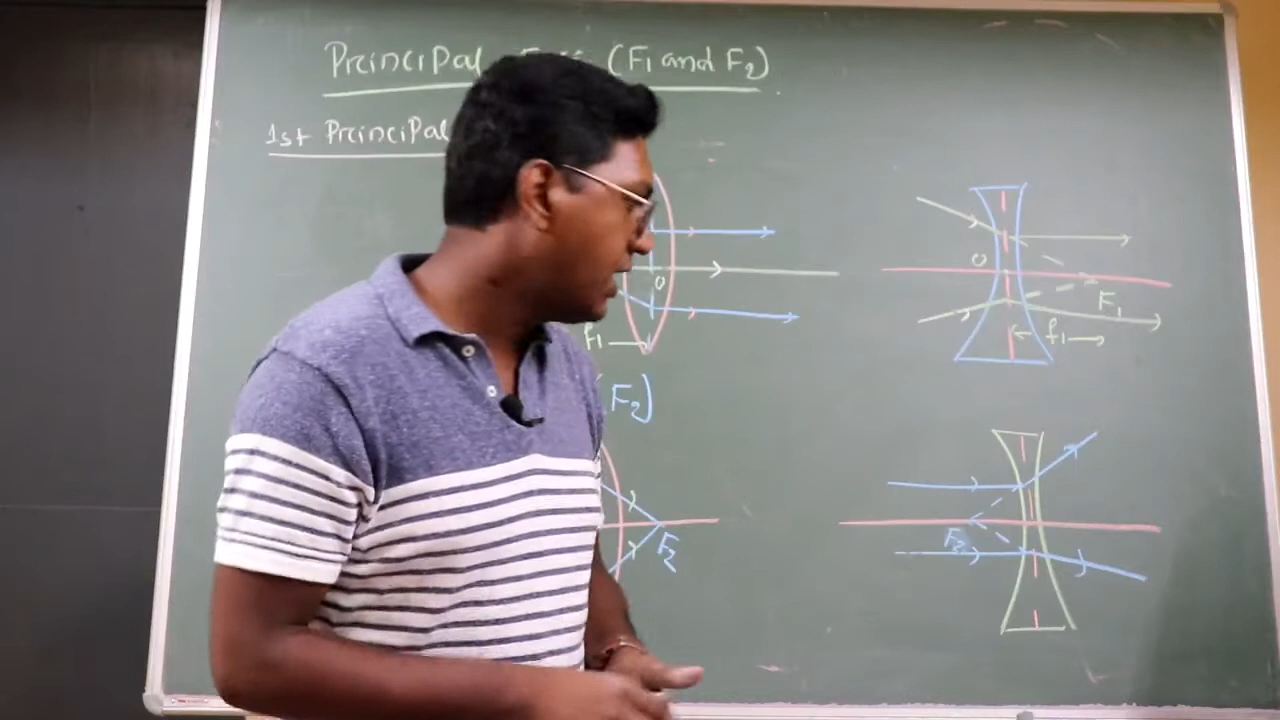 Principal (F1 and F2)
1st Principal
O
O
F1
f1
f1
F2)
F2
F2